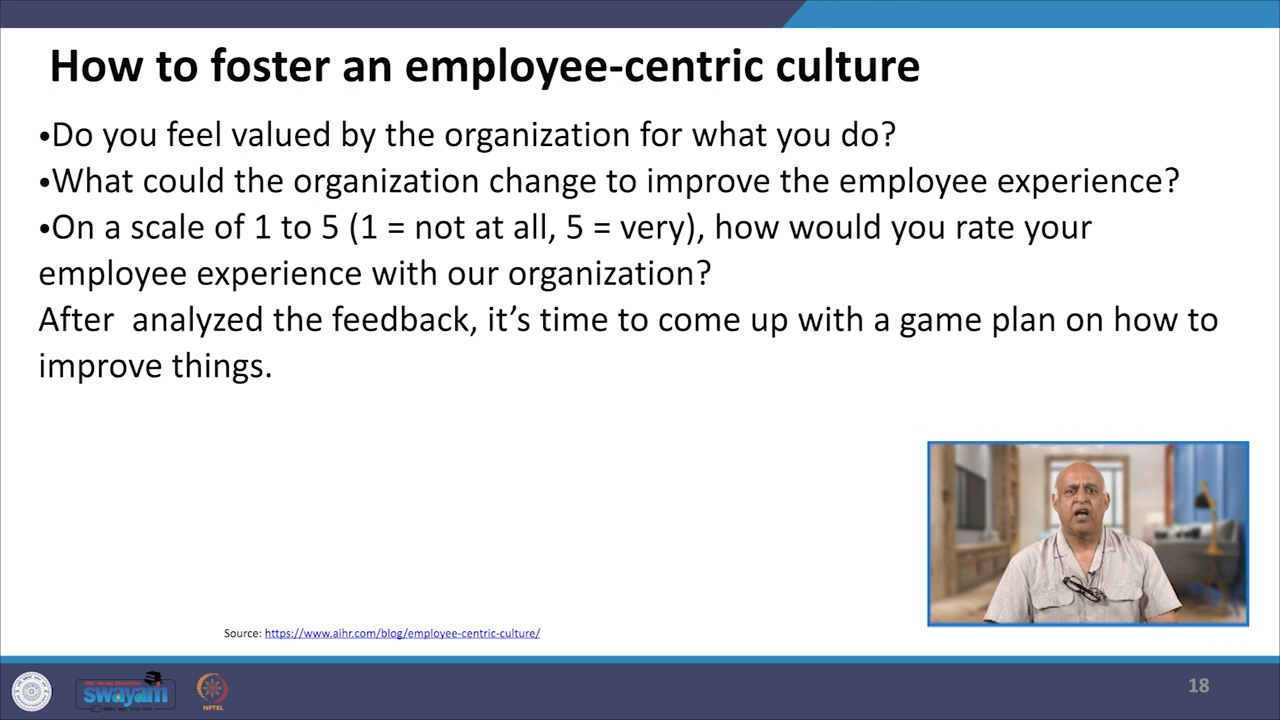 How to foster an employee-centric culture
•Do you feel valued by the organization for what you do?
•What could the organization change to improve the employee experience?
•On a scale of 1 to 5 (1 = not at all, 5 = very), how would you rate your
employee experience with our organization?
After  analyzed the feedback, it’s time to come up with a game plan on how to
improve things.
Source: https://www.aihr.com/blog/employee-centric-culture/
swayam
NPTEL
18